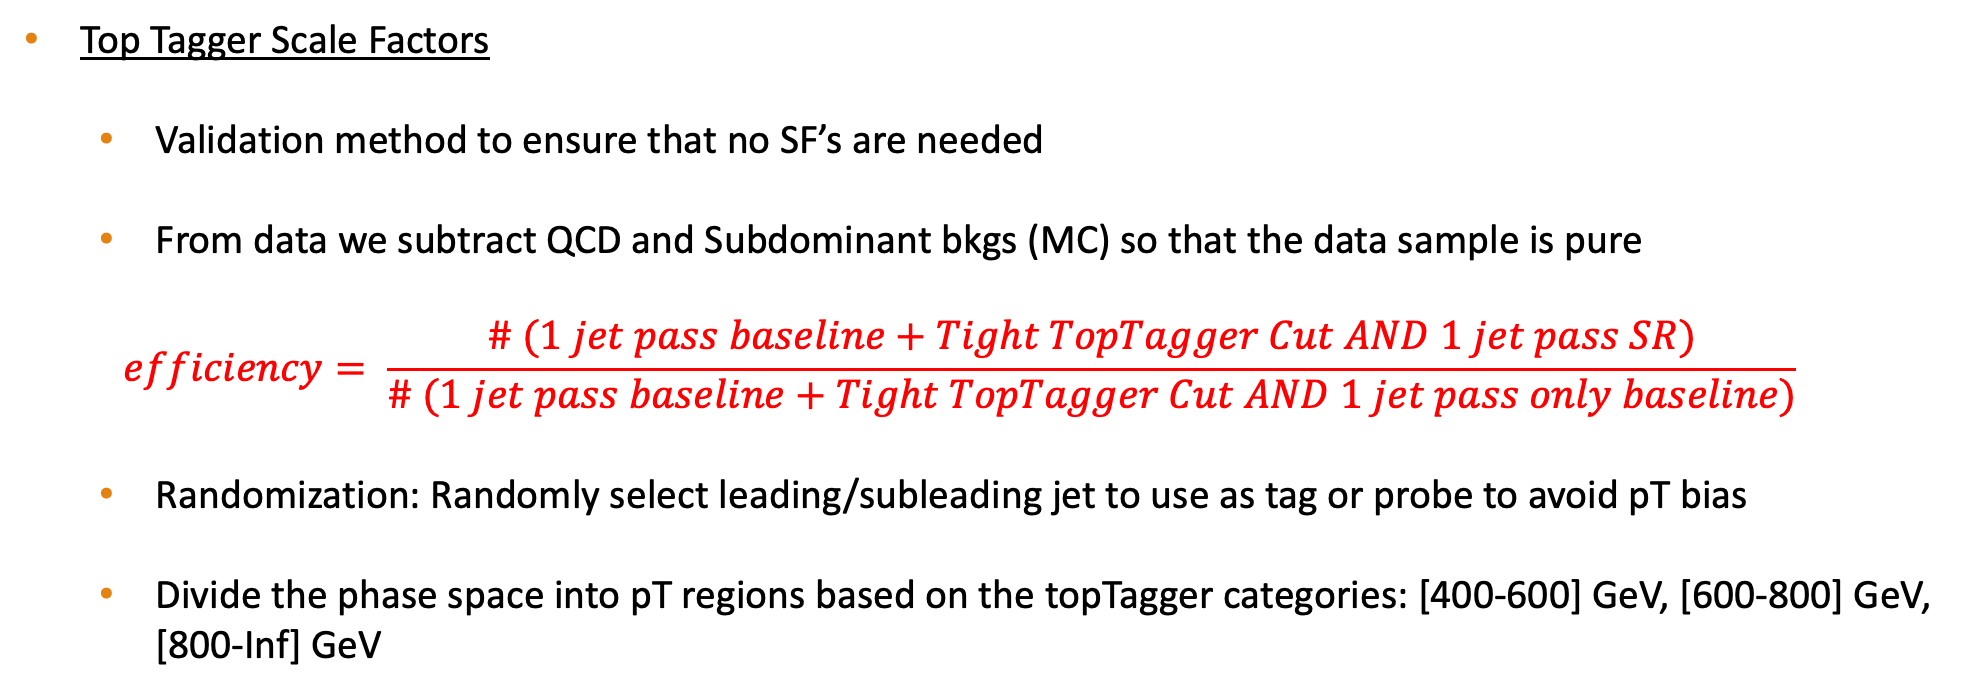 • Top Tagger Scale Factors
• Validation method to ensure that no SF’s are needed
• From data we subtract QCD and Subdominant bkgs (MC) so that the data sample is pure
efficiency = # (1 jet pass baseline + Tight TopTagger Cut AND 1 jet pass SR)
# (1 jet pass baseline + Tight TopTagger Cut AND 1 jet pass only baseline)
• Randomization: Randomly select leading/subleading jet to use as tag or probe to avoid pT bias
• Divide the phase space into pT regions based on the topTagger categories: [400-600] GeV, [600-800] GeV,
[800-Inf] GeV